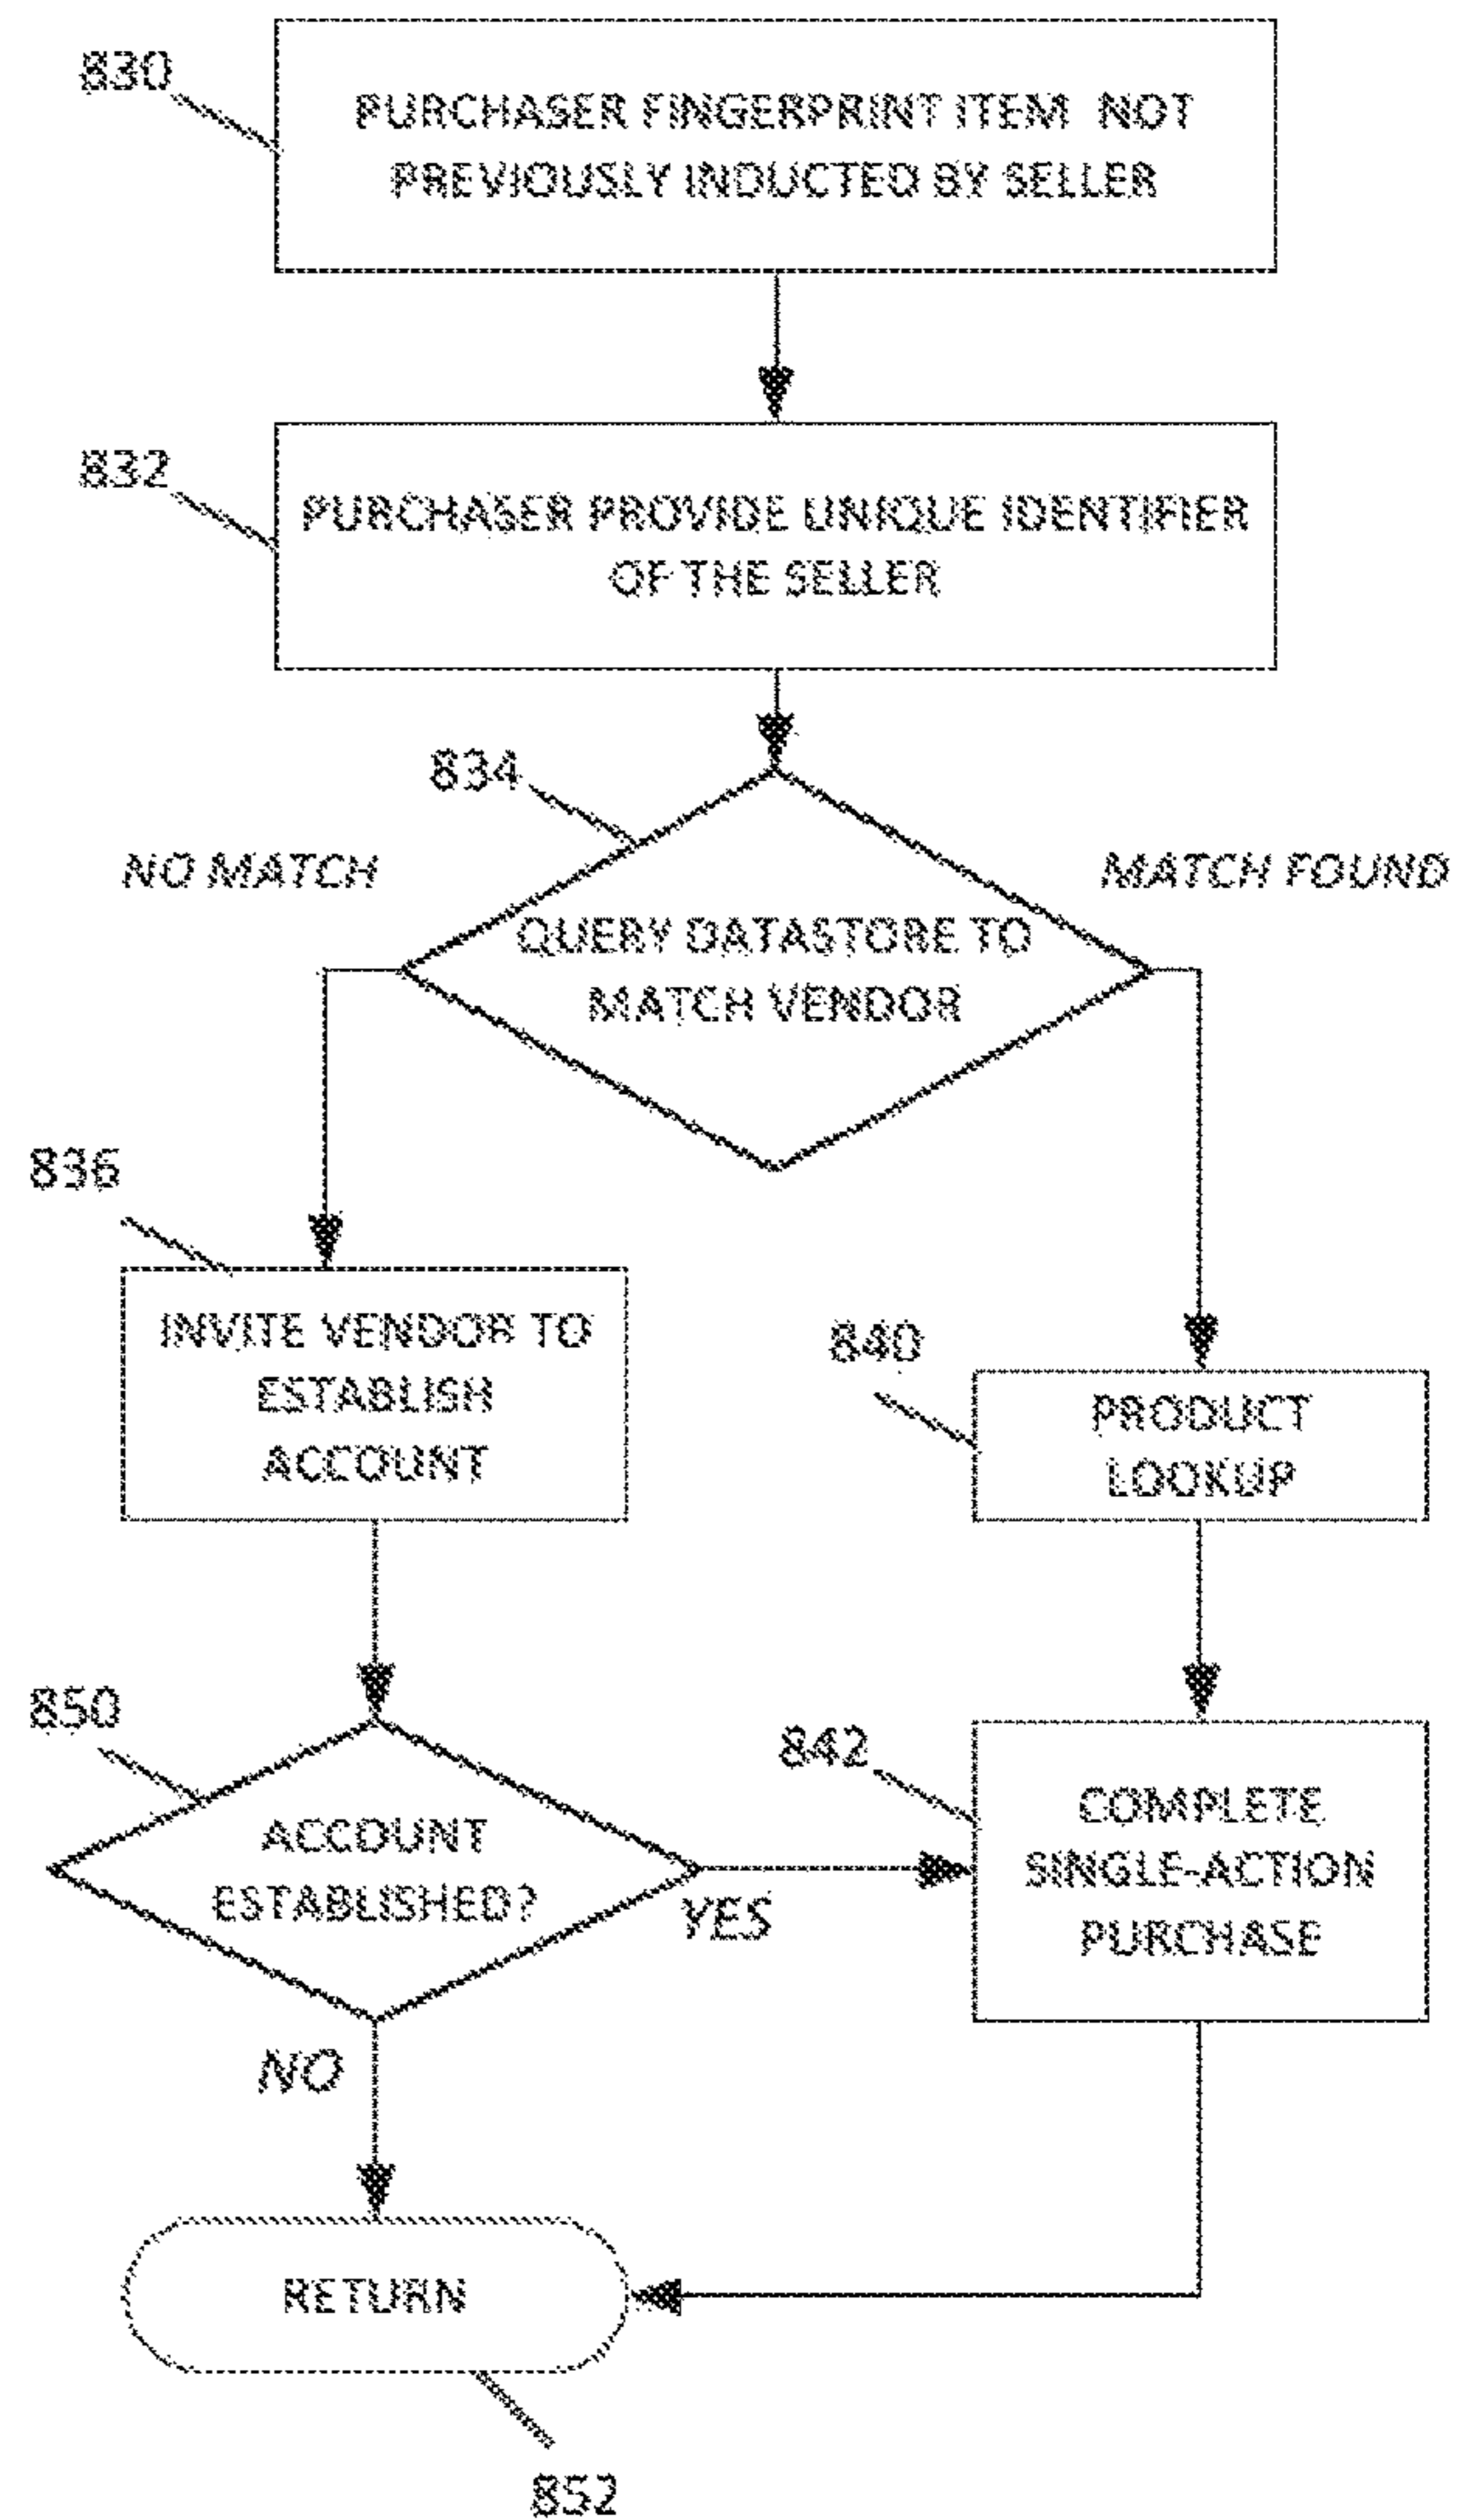 830
PURCHASER FINGERPRINT ITEM NOT
PREVIOUSLY INDUCTED BY SELLER
832
PURCHASER PROVIDE UNIQUE IDENTIFIER
OF THE SELLER
834
NO MATCH
MATCH FOUND
QUERY DATASTORE TO
MATCH VENDOR
836
INVITE VENDOR TO
ESTABLISH
ACCOUNT
840
PRODUCT
LOOKUP
850
ACCOUNT
ESTABLISHED?
YES
842
COMPLETE
SINGLE-ACTION
PURCHASE
NO
RETURN
852